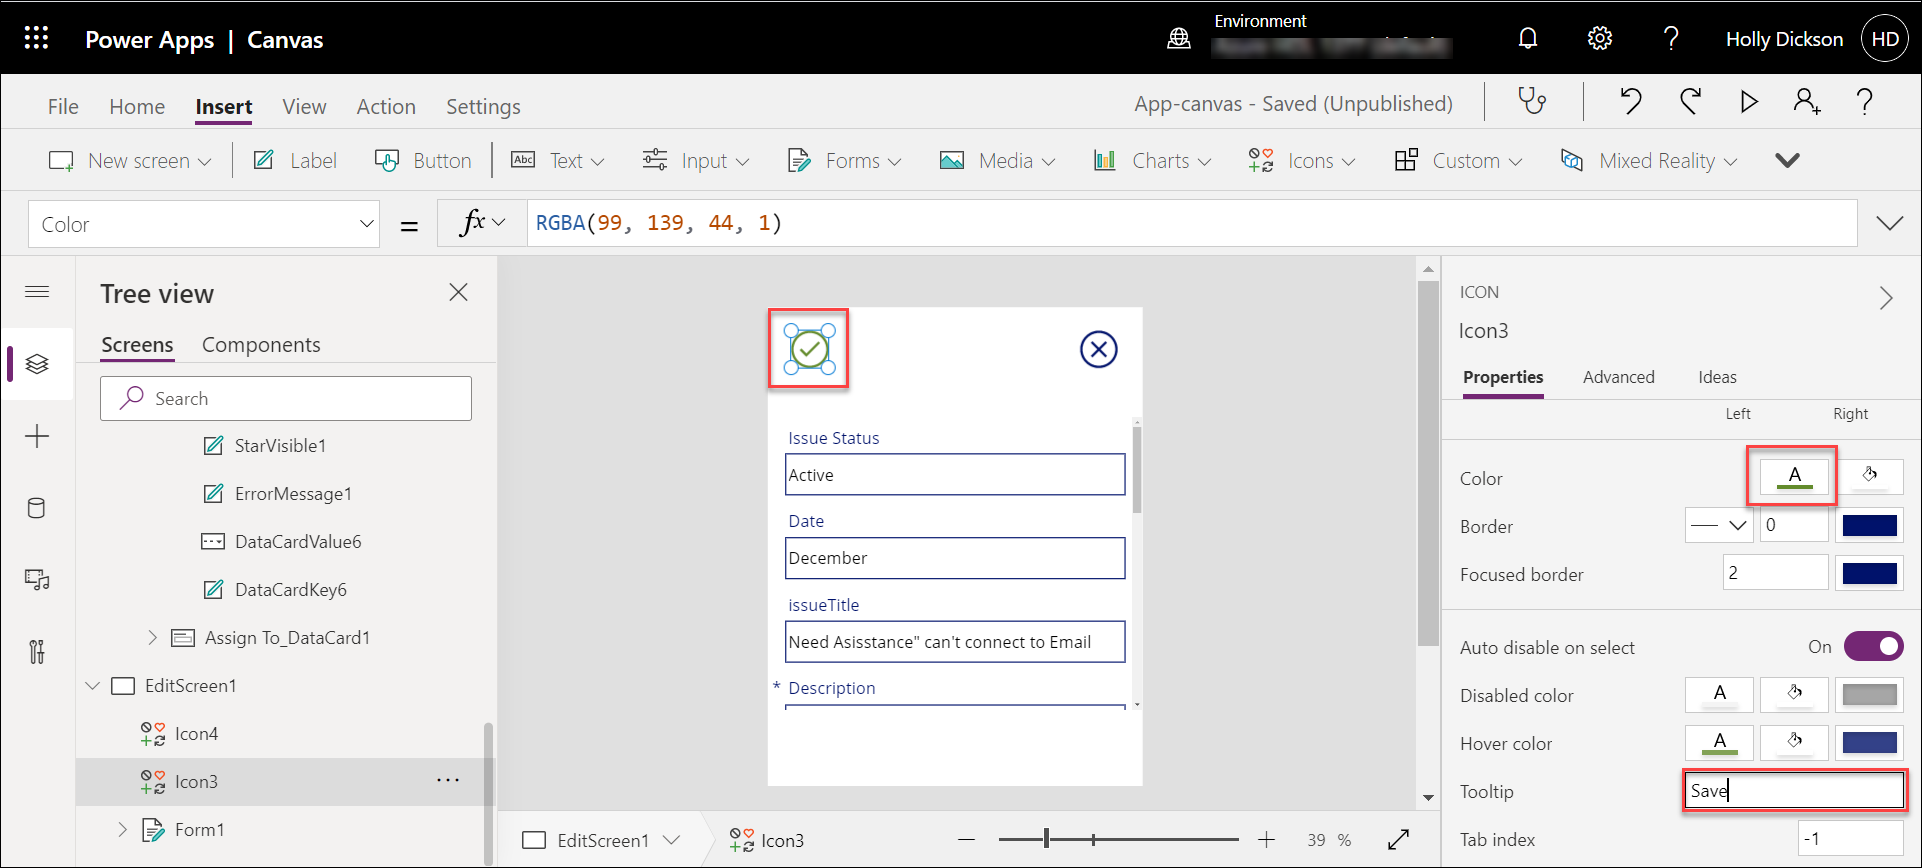 Power Apps | Canvas
Environment
Holly Dickson
HD
File Home Insert View Action Settings
App-canvas - Saved (Unpublished)
New screen Label Button Abc Text Input Forms Media Charts Icons Custom Mixed Reality
Color = fx RGBA(99, 139, 44, 1)
Tree view
Screens Components
Search
StarVisible1
ErrorMessage1
DataCardValue6
DataCardKey6
Assign To_DataCard1
EditScreen1
Icon4
Icon3 ...
Form1
Issue Status
Active
Date
December
issueTitle
Need Asisstance" can't connect to Email
* Description
EditScreen1 Icon3
39 %
ICON
Icon3
Properties Advanced Ideas
Left Right
Color A
Border 0
Focused border 2
Auto disable on select On
Disabled color A
Hover color A
Tooltip Save
Tab index -1